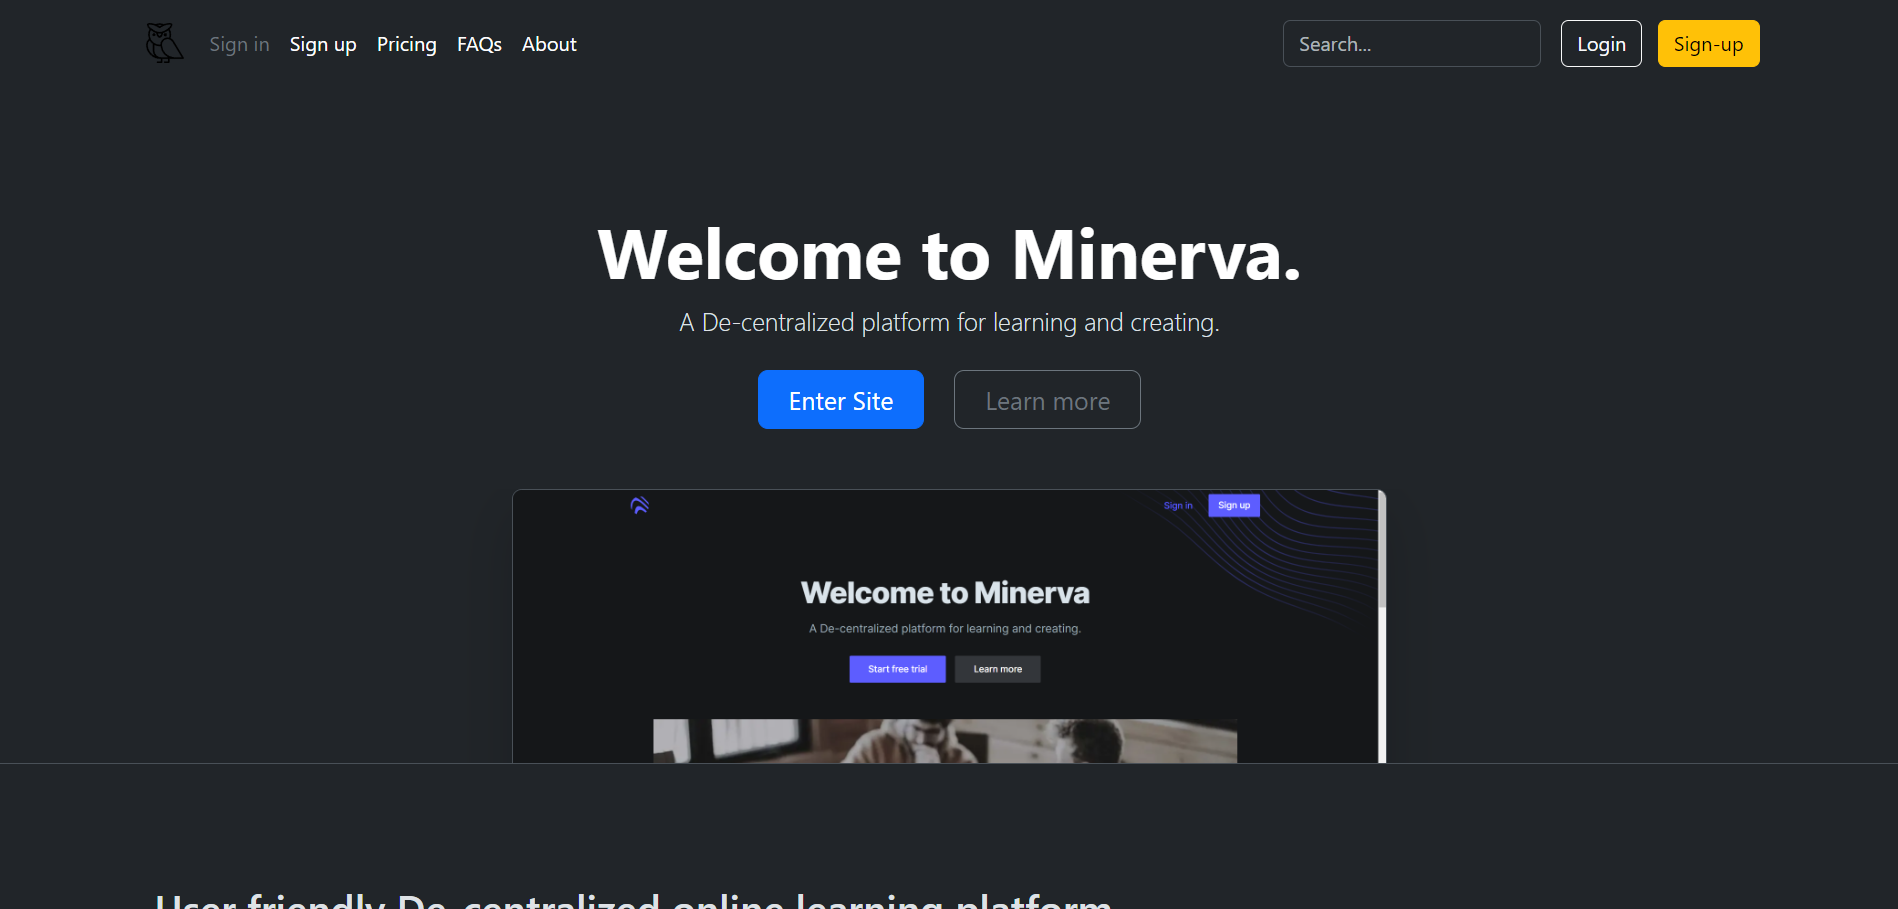 Sign in Sign up Pricing FAQs About Search... Login Sign-up
Welcome to Minerva.
A De-centralized platform for learning and creating.
Enter Site Learn more
Sign in Sign up
Welcome to Minerva
A De-centralized platform for learning and creating.
Start free trial Learn more
User friendly De-centralized online learning platform